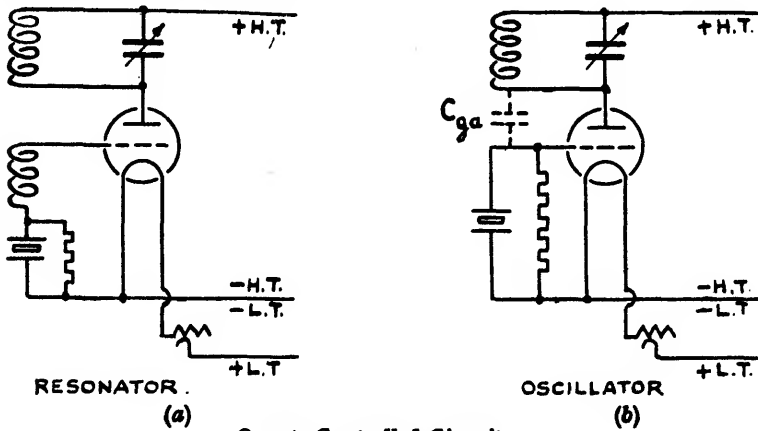 +H.T.
+H.T.
Cga
-H.T.
-L.T.
+L.T
-H.T.
-L.T
+L.T.
RESONATOR.
OSCILLATOR
(a)
(b)